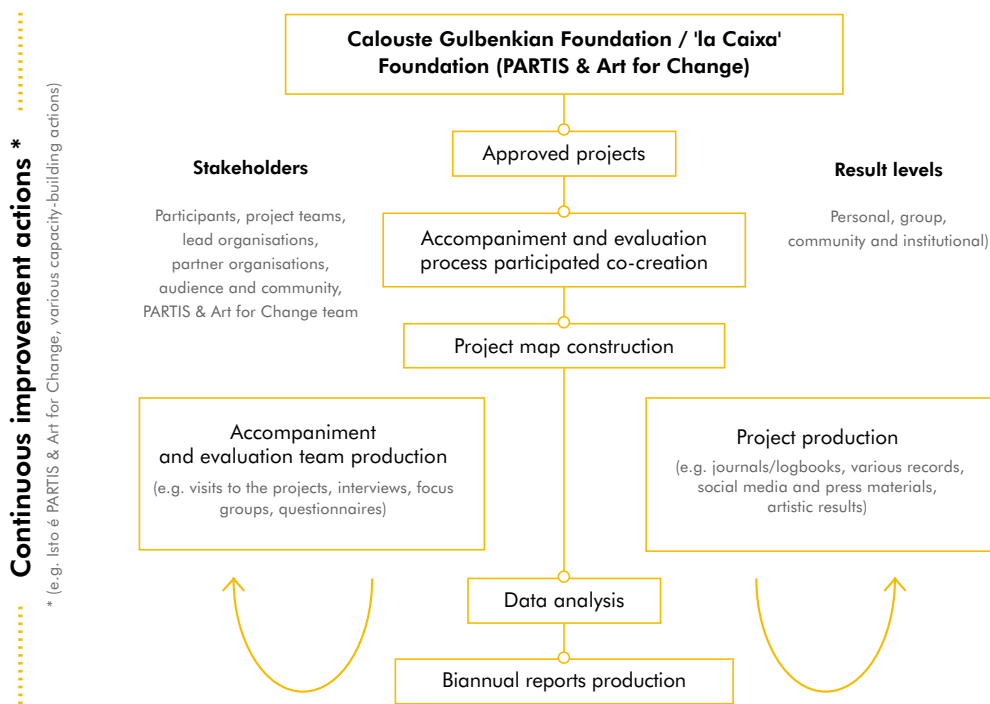 Calouste Gulbenkian Foundation / 'la Caixa'
Foundation (PARTIS & Art for Change)
Approved projects
Accompaniment and evaluation
process participated co-creation
Project map construction
Stakeholders
Participants, project teams,
lead organisations,
partner organisations,
audience and community,
PARTIS & Art for Change team
Result levels
Personal, group,
community and institutional)
Accompaniment
and evaluation team production
(e.g. visits to the projects, interviews, focus
groups, questionnaires)
Project production
(e.g. journals/logbooks, various records,
social media and press materials,
artistic results)
Data analysis
Biannual reports production
Continuous improvement actions *
* (e.g. Isto é PARTIS & Art for Change, various capacity-building actions)